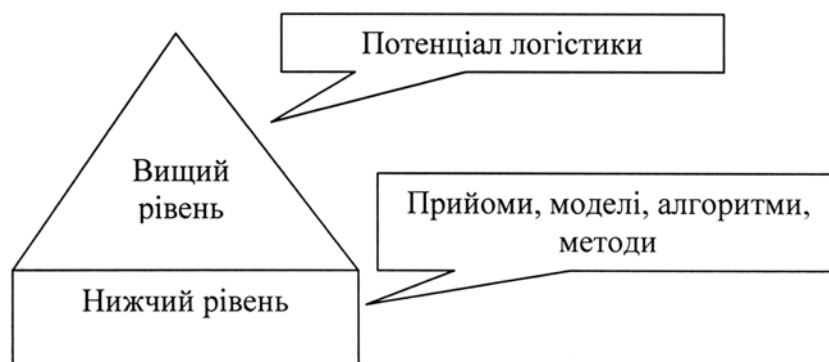 Потенціал логістики
Вищий
рівень
Прийоми, моделі, алгоритми,
методи
Нижчий рівень